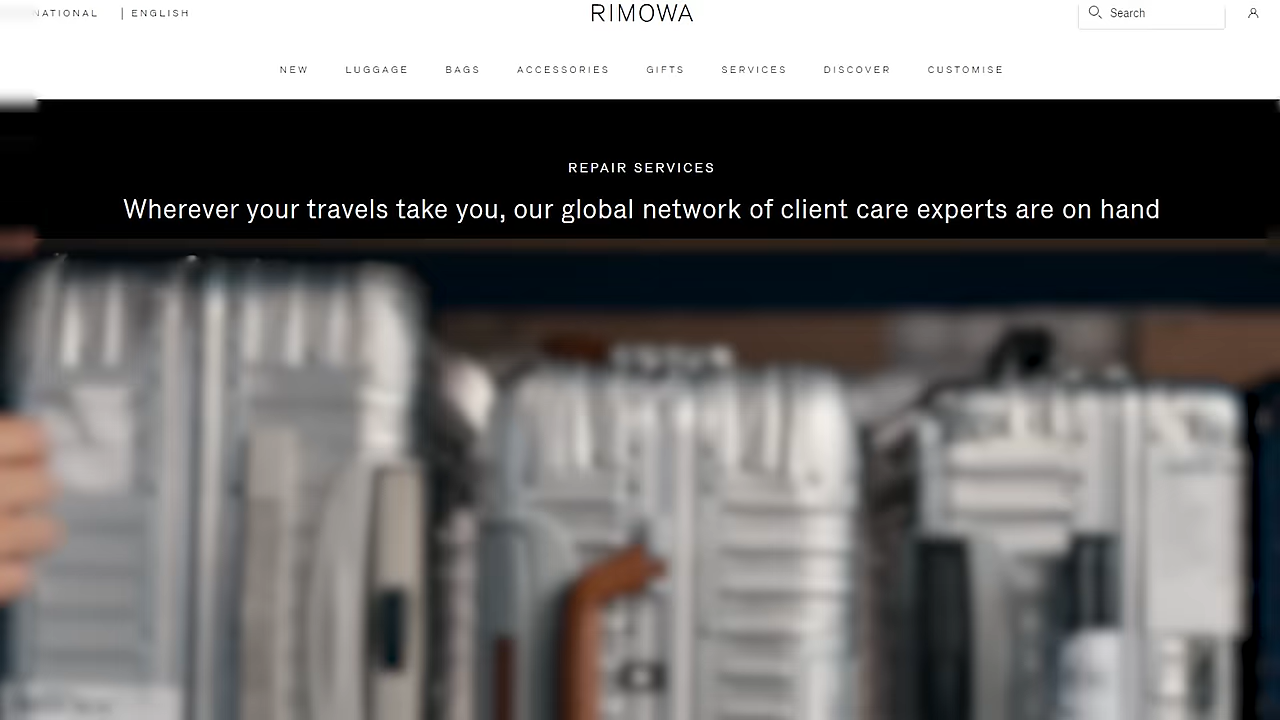 ENGLISH
RIMOWA
Search
NEW LUGGAGE BAGS ACCESSORIES GIFTS SERVICES DISCOVER CUSTOMISE
REPAIR SERVICES
Wherever your travels take you, our global network of client care experts are on hand